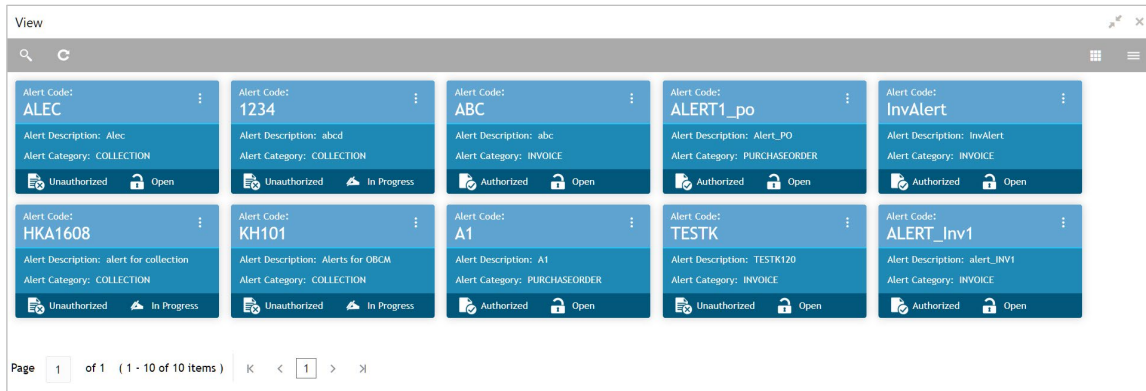 View
Alert Code:
ALEC
Alert Description: Alec
Alert Category: COLLECTION
Unauthorized Open
Alert Code:
1234
Alert Description: abcd
Alert Category: COLLECTION
Unauthorized In Progress
Alert Code:
ABC
Alert Description: abc
Alert Category: INVOICE
Authorized Open
Alert Code:
ALERT1_po
Alert Description: Alert_PO
Alert Category: PURCHASEORDER
Authorized Open
Alert Code:
InvAlert
Alert Description: InvAlert
Alert Category: INVOICE
Authorized Open
Alert Code:
HKA1608
Alert Description: alert for collection
Alert Category: COLLECTION
Unauthorized In Progress
Alert Code:
KH101
Alert Description: Alerts for OBCM
Alert Category: COLLECTION
Unauthorized In Progress
Alert Code:
A1
Alert Description: A1
Alert Category: PURCHASEORDER
Authorized Open
Alert Code:
TESTK
Alert Description: TESTK120
Alert Category: INVOICE
Unauthorized Open
Alert Code:
ALERT_Inv1
Alert Description: alert_INV1
Alert Category: INVOICE
Authorized Open
Page 1 of 1 ( 1 - 10 of 10 items ) 1